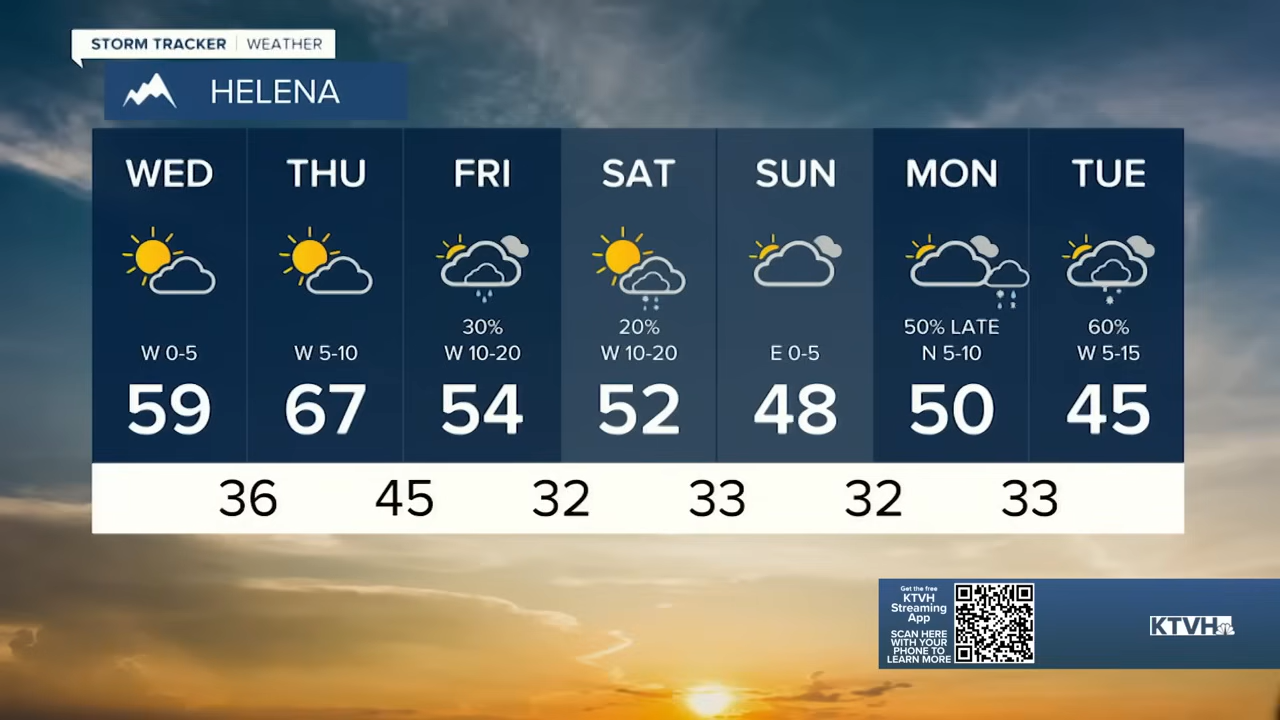 STORM TRACKER | WEATHER
HELENA
WED THU FRI SAT SUN MON TUE
30% 20% 50% LATE 60%
W 0-5 W 5-10 W 10-20 W 10-20 E 0-5 N 5-10 W 5-15
59 67 54 52 48 50 45
36 45 32 33 32 33
Get the free
KTVH
Streaming
App
SCAN HERE
WITH YOUR
PHONE TO
LEARN MORE
KTVH